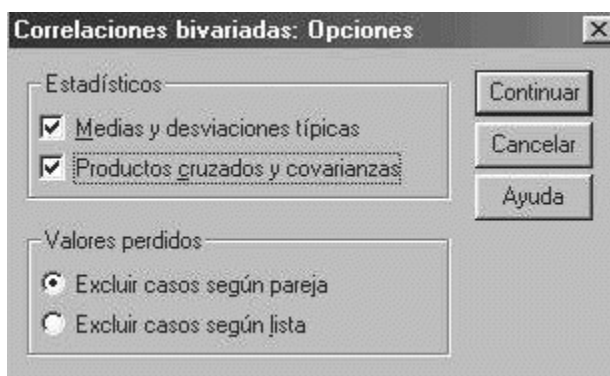 Correlaciones bivariadas: Opciones
Estadísticos
Medias y desviaciones típicas
Productos cruzados y covarianzas
Continuar
Cancelar
Ayuda
Valores perdidos
Excluir casos según pareja
Excluir casos según lista